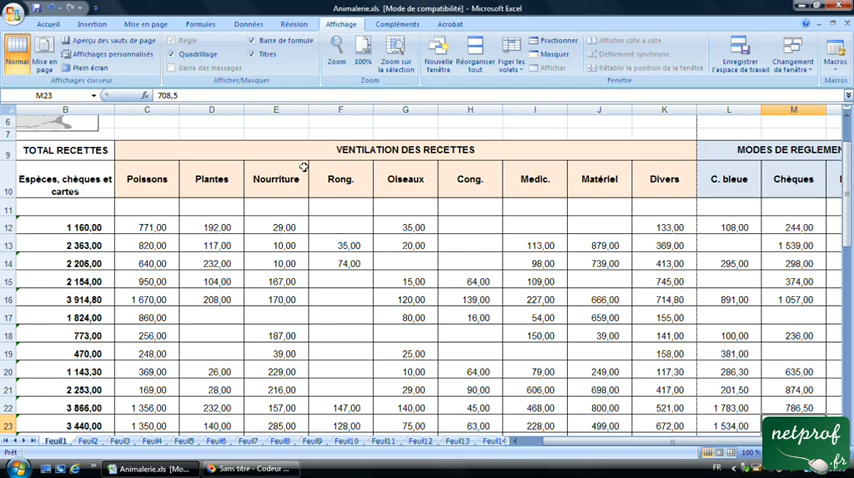 Animalerie.xls [Mode de compatibilité] - Microsoft Excel
Accueil Insertion Mise en page Formules Données Révision Affichage Compléments Acrobat
Normal
Mise en page
Aperçu des sauts de page
Affichages personnalisés
Plein écran
Affichages classeur
Règle
Quadrillage
Barre des messages
Barre de formule
Titres
Afficher/Masquer
Zoom
100%
Zoom sur la sélection
Zoom
Nouvelle fenêtre
Réorganiser tout
Figer les volets
Fractionner
Masquer
Afficher
Afficher côte à côte
Défilement synchrone
Rétablir la position de la fenêtre
Enregistrer l'espace de travail
Changement de fenêtre
Fenêtre
Macros
Macros
M23 708,5
B C D E F G H I J K L M
6
7
9 TOTAL RECETTES VENTILATION DES RECETTES MODES DE REGLEMEN
10 Espèces, chèques et cartes Poissons Plantes Nourriture Rong. Oiseaux Cong. Medic. Matériel Divers C. bleue Chèques
11
12 1 160,00 771,00 192,00 29,00 35,00 133,00 108,00 244,00
13 2 363,00 820,00 117,00 10,00 35,00 20,00 113,00 879,00 369,00 1 539,00
14 2 206,00 640,00 232,00 10,00 74,00 98,00 739,00 413,00 295,00 298,00
15 2 154,00 950,00 104,00 167,00 15,00 64,00 109,00 745,00 374,00
16 3 914,80 1 670,00 208,00 170,00 120,00 139,00 227,00 666,00 714,80 891,00 1 057,00
17 1 824,00 860,00 80,00 16,00 54,00 659,00 155,00
18 773,00 256,00 187,00 150,00 39,00 141,00 100,00 236,00
19 470,00 248,00 39,00 25,00 158,00 381,00
20 1 143,30 369,00 26,00 229,00 10,00 64,00 79,00 249,00 117,30 286,30 635,00
21 2 253,00 169,00 28,00 216,00 29,00 90,00 606,00 698,00 417,00 201,50 874,00
22 3 866,00 1 356,00 232,00 157,00 147,00 140,00 45,00 468,00 800,00 521,00 1 783,00 786,50
23 3 440,00 1 350,00 140,00 285,00 128,00 75,00 63,00 228,00 499,00 672,00 1 534,00
Feuil1 Feuil2 Feuil3 Feuil4 Feuil5 Feuil6 Feuil7 Feuil8 Feuil9 Feuil10 Feuil11 Feuil12 Feuil13 Feuil14
Prêt 100 %
netprof
.fr
Animalerie.xls [Mo...
Sans titre - Codeur ...
FR